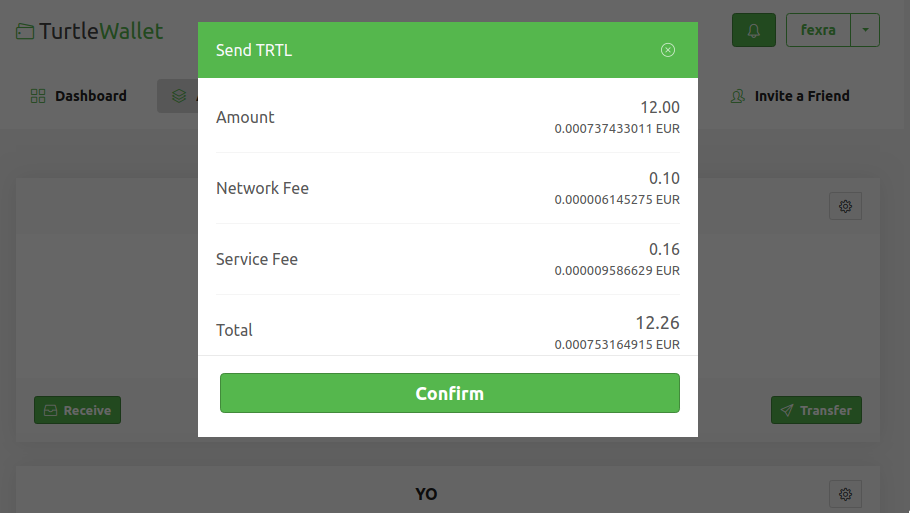 TurtleWallet
fexra
Dashboard
Invite a Friend
Send TRTL
Amount
12.00
0.000737433011 EUR
Network Fee
0.10
0.000006145275 EUR
Service Fee
0.16
0.000009586629 EUR
Total
12.26
0.000753164915 EUR
Confirm
Receive
Transfer
YO